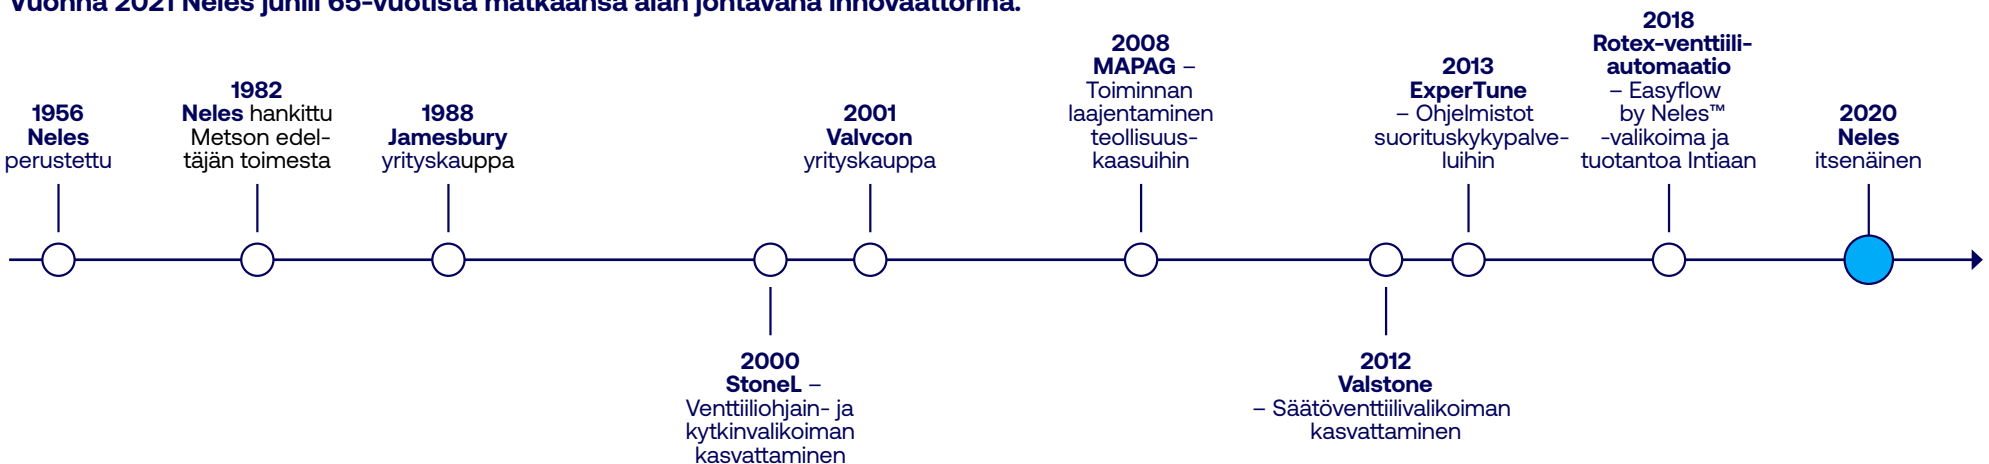 Vuonna 2021 Neles juhlii 65-vuotista matkaansa alan johtavana innovaattorina.
1956
Neles
perustettu
1982
Neles hankittu
Metson edel-
täjän toimesta
1988
Jamesbury
yrityskauppa
2000
StoneL –
Venttiiliohjain- ja
kytkinvalikoiman
kasvattaminen
2001
Valvcon
yrityskauppa
2008
MAPAG –
Toiminnan
laajentaminen
teollisuus-
kaasuihin
2012
Valstone
– Säätöventtiilivalikoiman
kasvattaminen
2013
ExperTune
– Ohjelmistot
suorituskykypalve-
luihin
2018
Rotex-venttiili-
automaatio
– Easyflow
by Neles™
-valikoima ja
tuotantoa Intiaan
2020
Neles
itsenäinen